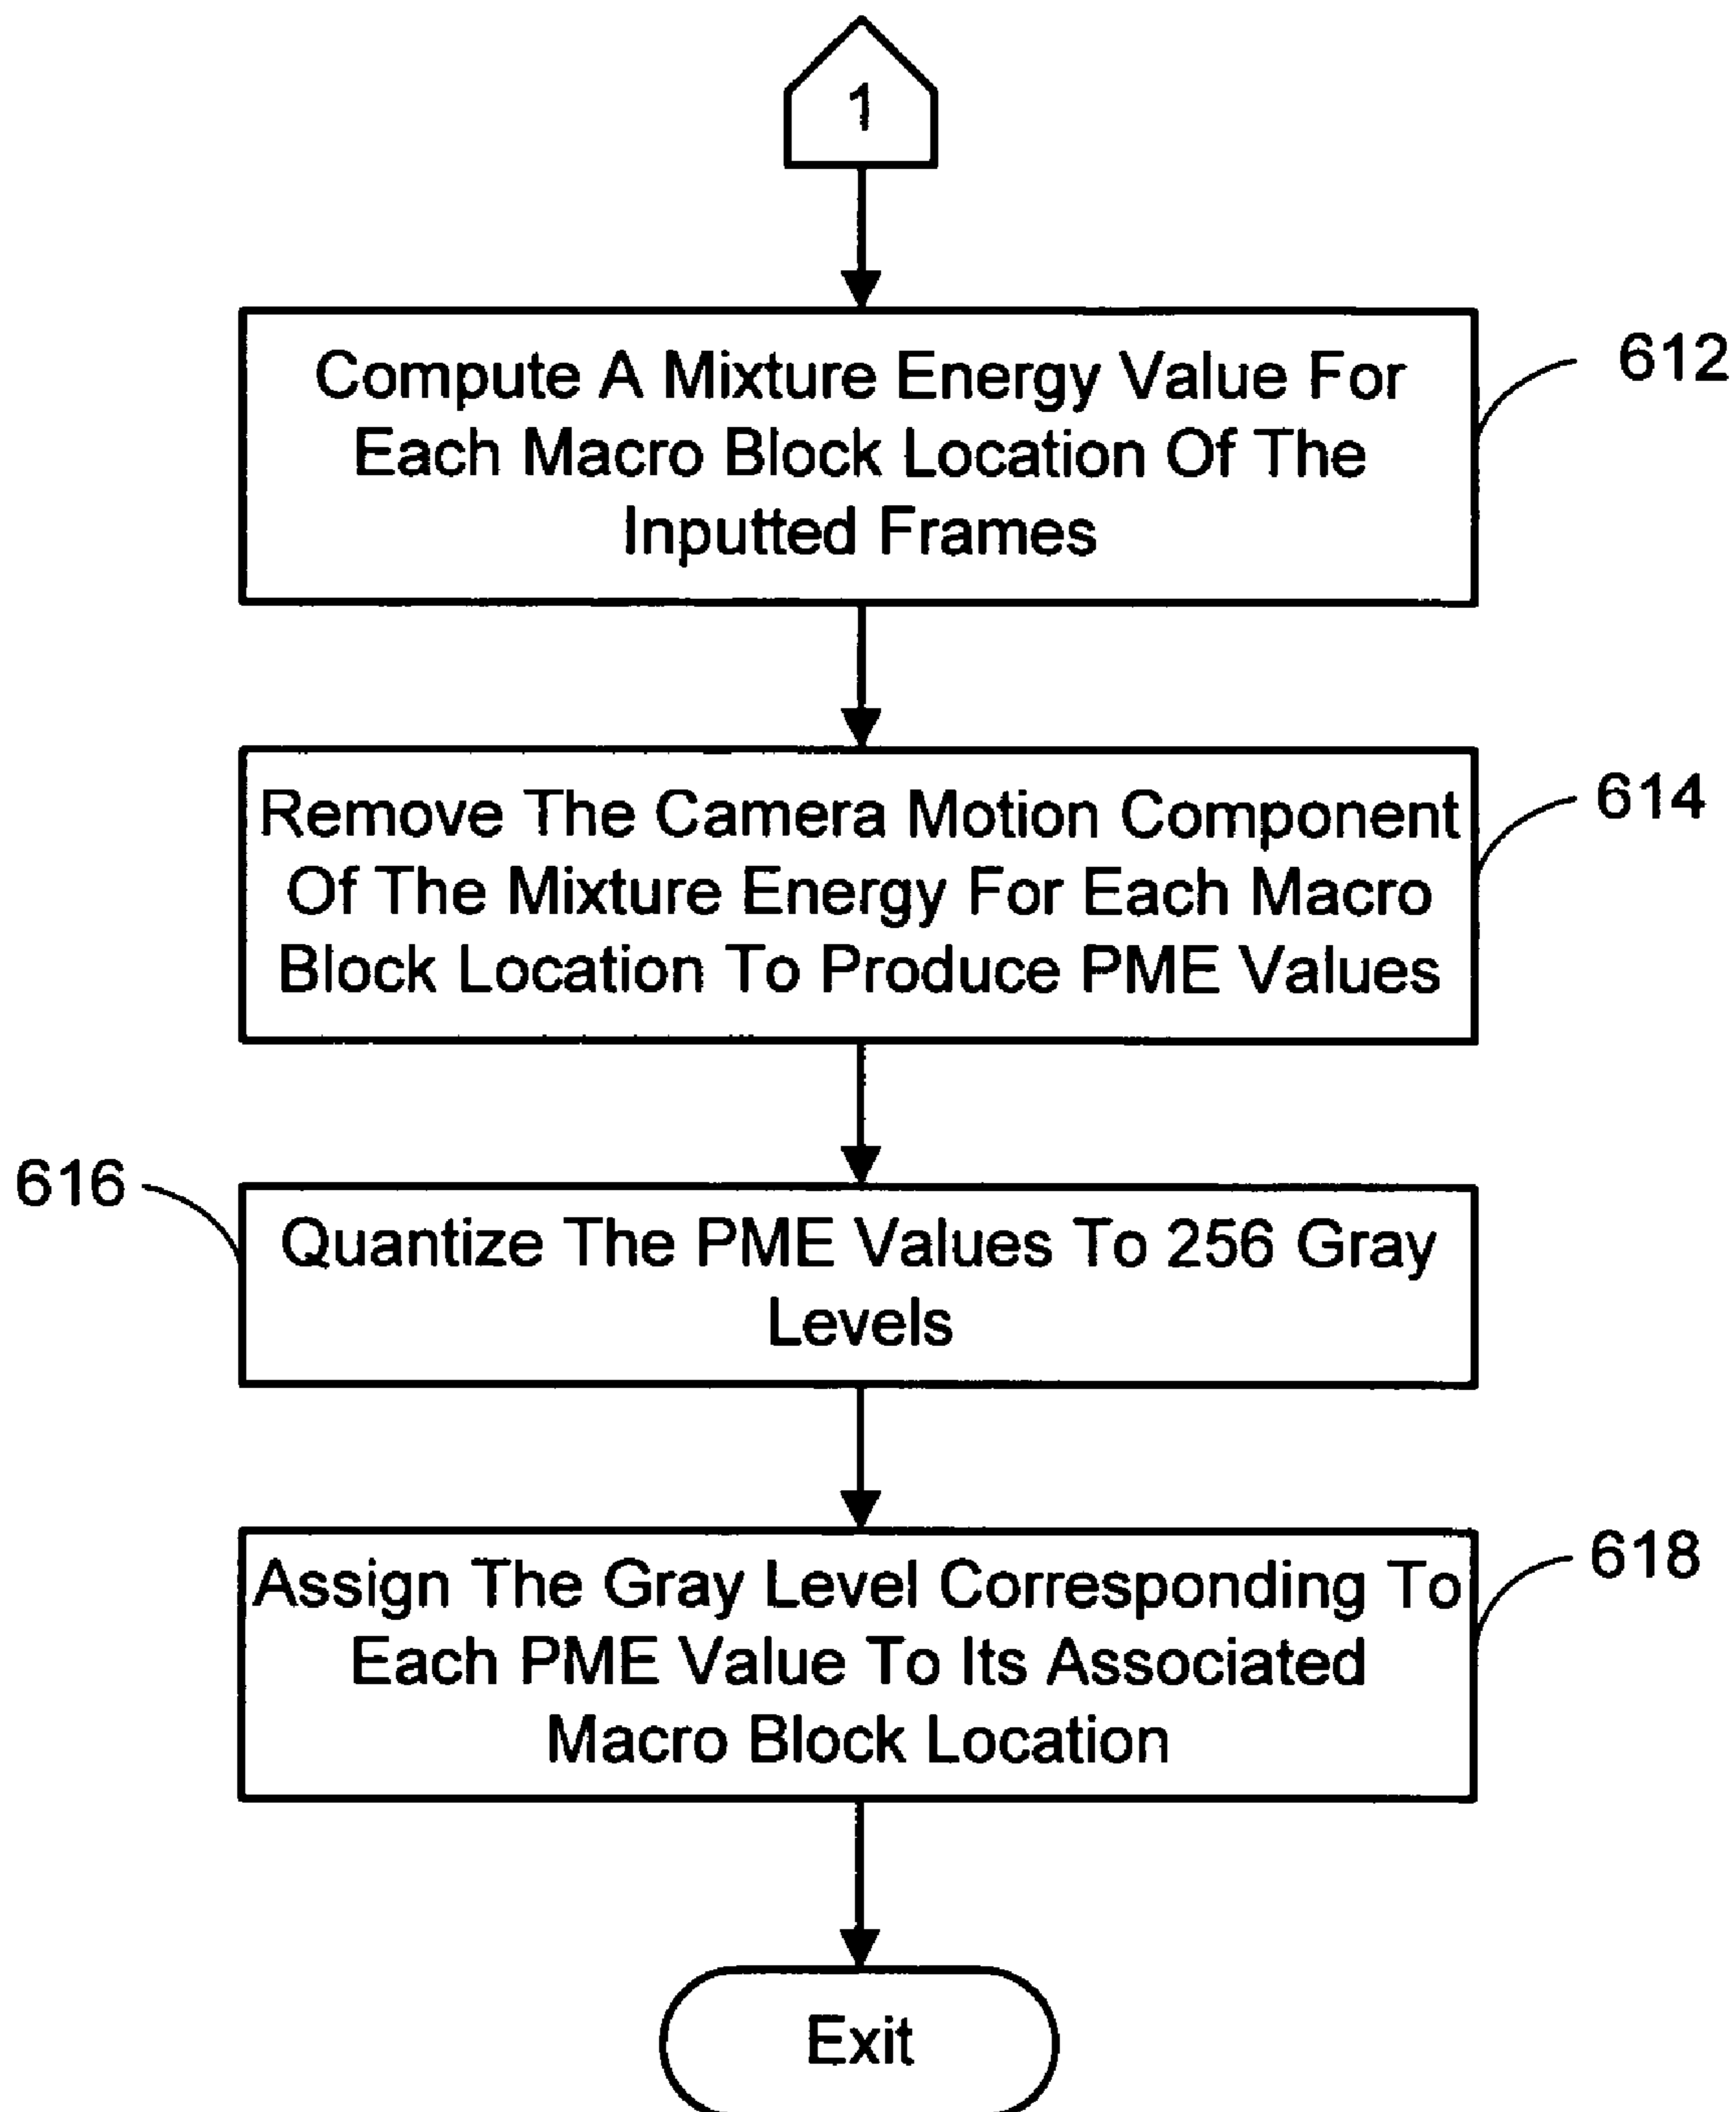 1
Compute A Mixture Energy Value For
Each Macro Block Location Of The
Inputted Frames
612
Remove The Camera Motion Component
Of The Mixture Energy For Each Macro
Block Location To Produce PME Values
614
616
Quantize The PME Values To 256 Gray
Levels
Assign The Gray Level Corresponding To
Each PME Value To Its Associated
Macro Block Location
618
Exit